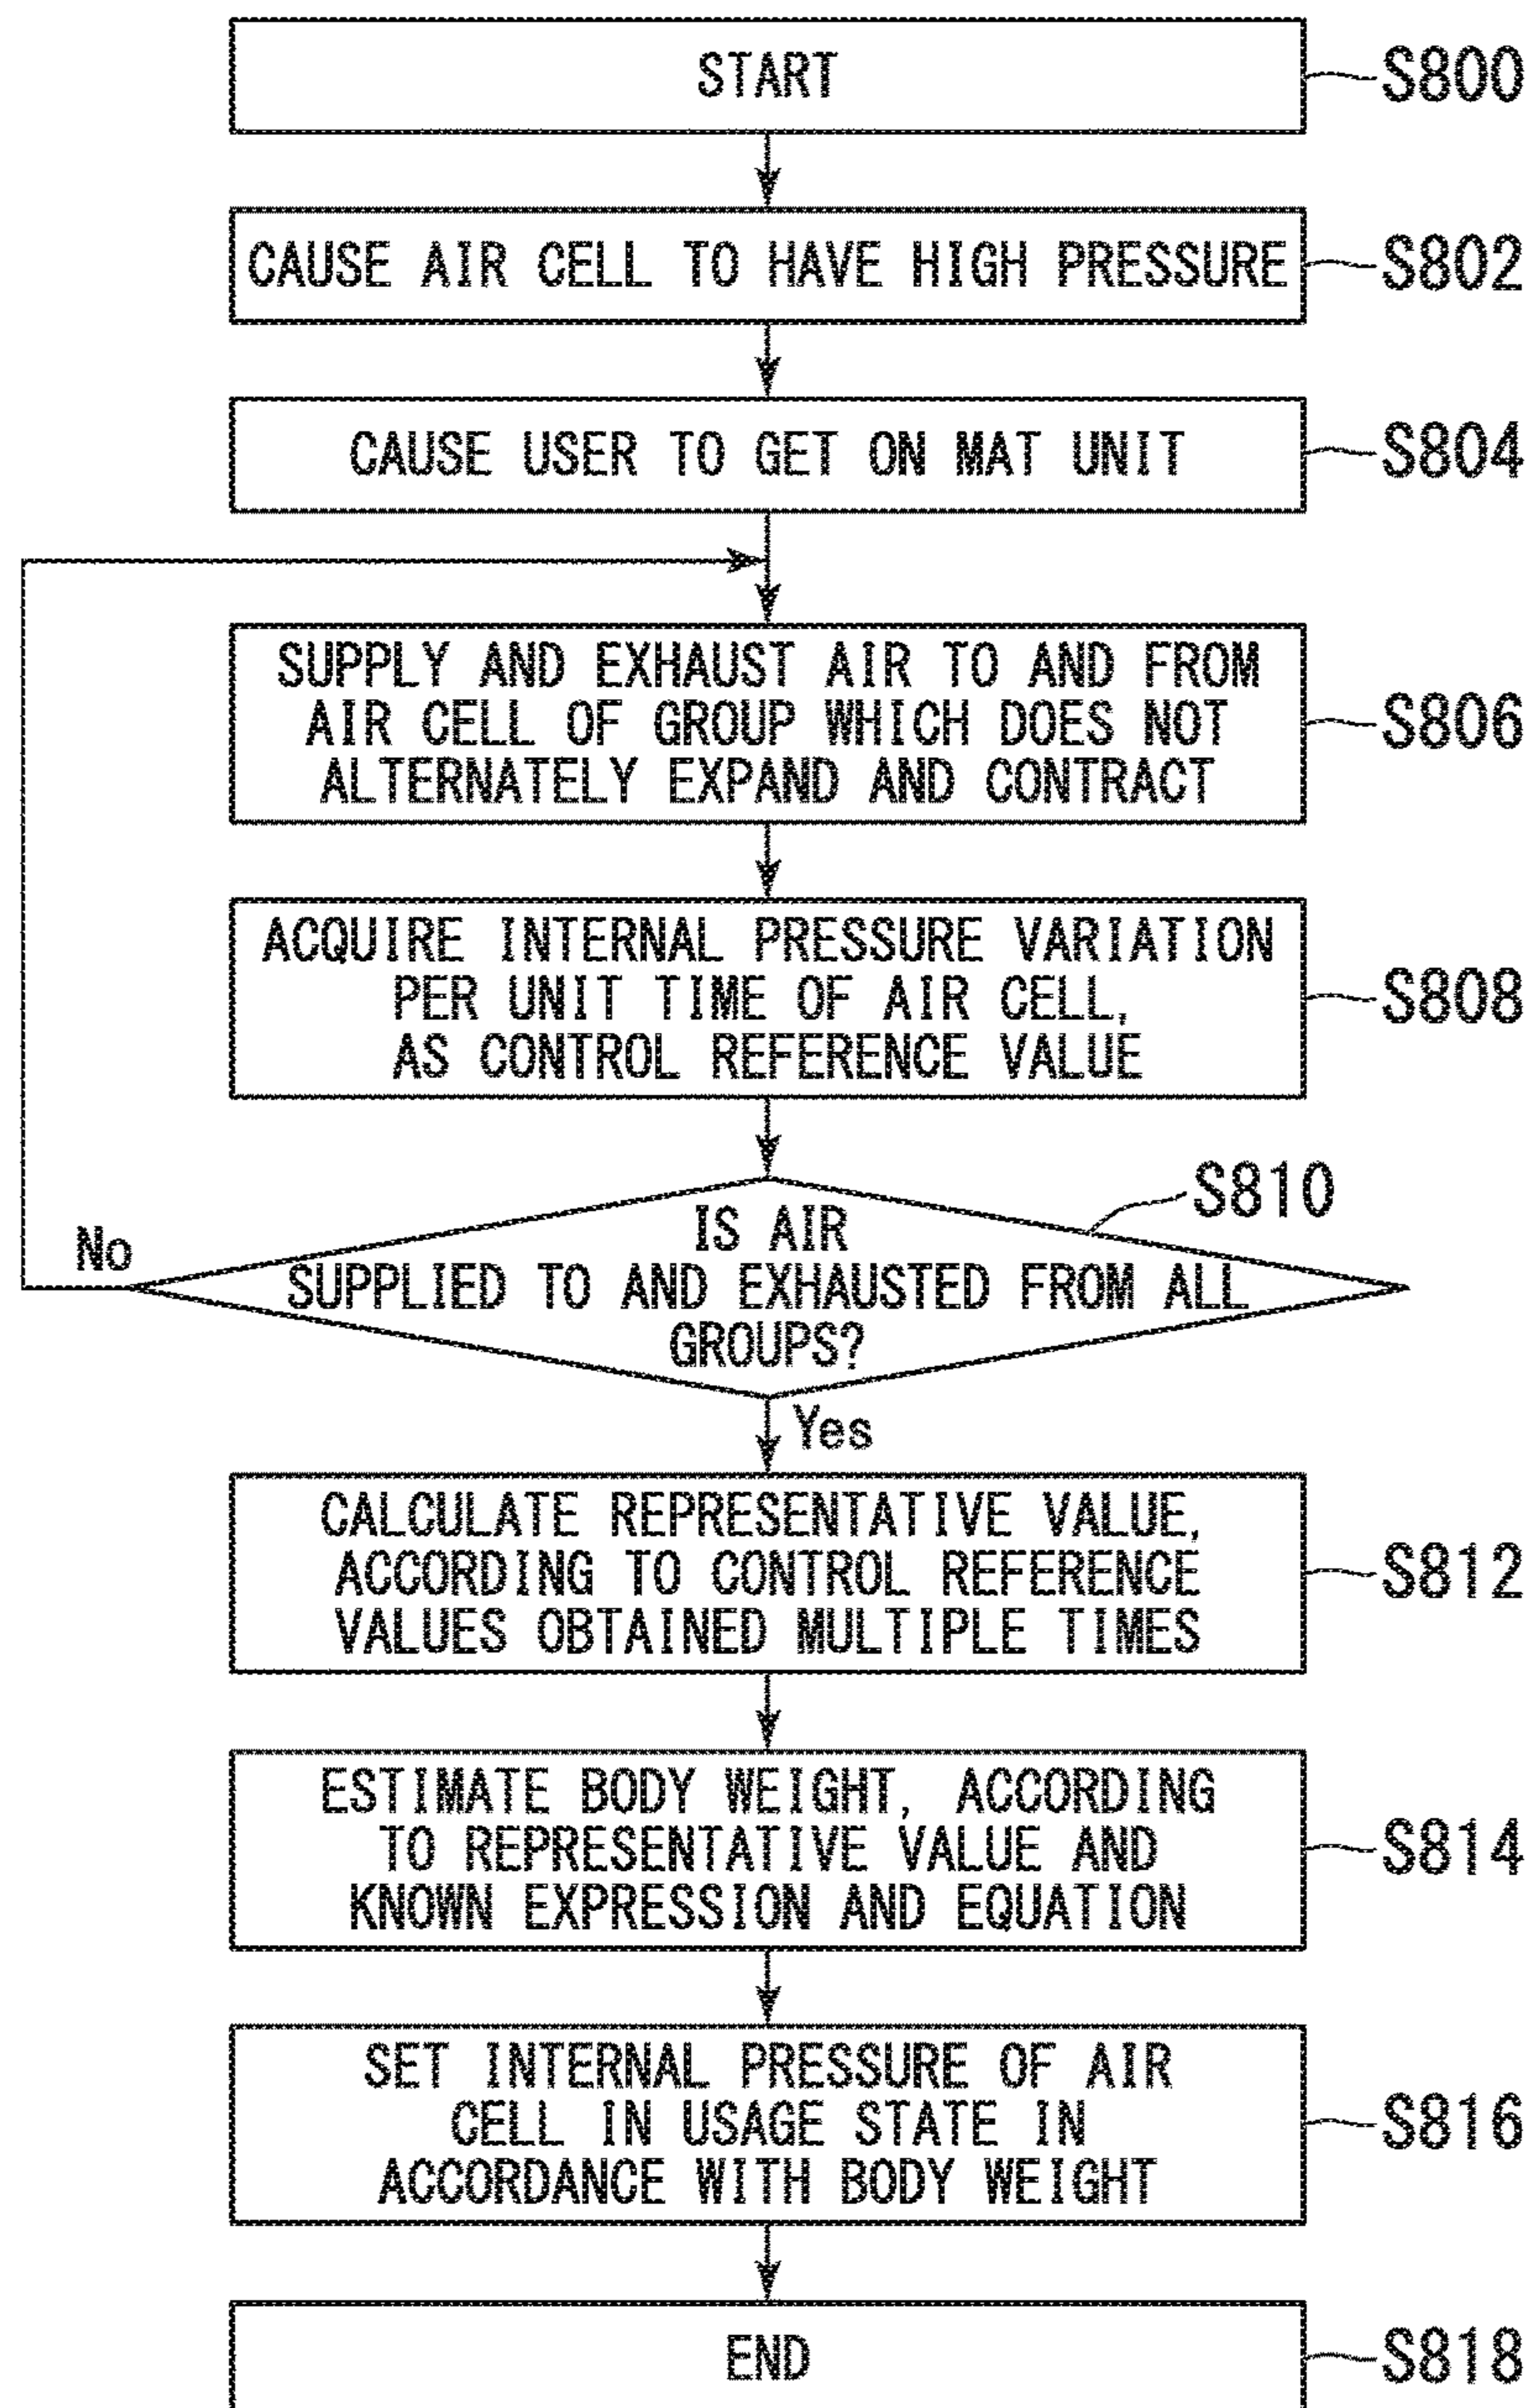 START
S800
CAUSE AIR CELL TO HAVE HIGH PRESSURE
S802
CAUSE USER TO GET ON MAT UNIT
S804
SUPPLY AND EXHAUST AIR TO AND FROM
AIR CELL OF GROUP WHICH DOES NOT
ALTERNATELY EXPAND AND CONTRACT
S806
ACQUIRE INTERNAL PRESSURE VARIATION
PER UNIT TIME OF AIR CELL,
AS CONTROL REFERENCE VALUE
S808
S810
No
IS AIR
SUPPLIED TO AND EXHAUSTED FROM ALL
GROUPS?
Yes
CALCULATE REPRESENTATIVE VALUE,
ACCORDING TO CONTROL REFERENCE
VALUES OBTAINED MULTIPLE TIMES
S812
ESTIMATE BODY WEIGHT, ACCORDING
TO REPRESENTATIVE VALUE AND
KNOWN EXPRESSION AND EQUATION
S814
SET INTERNAL PRESSURE OF AIR
CELL IN USAGE STATE IN
ACCORDANCE WITH BODY WEIGHT
S816
END
S818